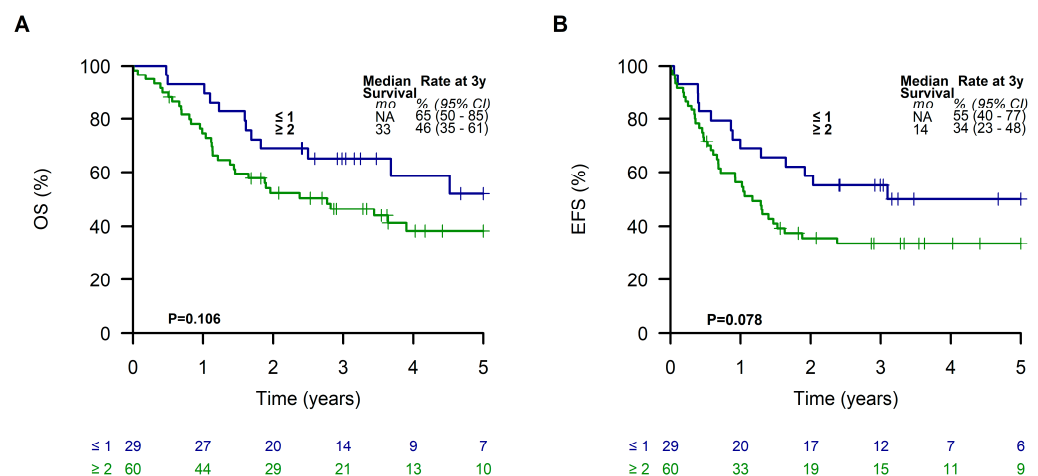 A
100
80
60
40
20
0
OS (%)
Median Rate at 3y
Survival
mo % (95% CI)
≤ 1 NA 65 (50 - 85)
≥ 2 33 46 (35 - 61)
P=0.106
0 1 2 3 4 5
Time (years)
≤ 1 29 27 20 14 9 7
≥ 2 60 44 29 21 13 10
B
100
80
60
40
20
0
EFS (%)
Median Rate at 3y
Survival
mo % (95% CI)
≤ 1 NA 55 (40 - 77)
≥ 2 14 34 (23 - 48)
P=0.078
0 1 2 3 4 5
Time (years)
≤ 1 29 20 17 12 7 6
≥ 2 60 33 19 15 11 9